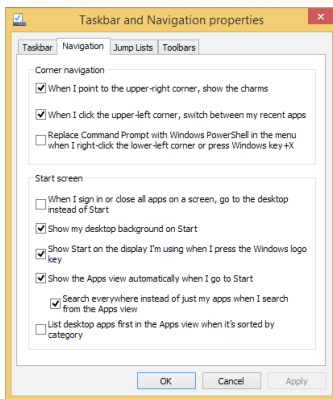 Taskbar and Navigation properties
Taskbar Navigation Jump Lists Toolbars
Corner navigation
When I point to the upper-right corner, show the charms
When I click the upper-left corner, switch between my recent apps
Replace Command Prompt with Windows PowerShell in the menu
when I right-click the lower-left corner or press Windows key+X
Start screen
When I sign in or close all apps on a screen, go to the desktop
instead of Start
Show my desktop background on Start
Show Start on the display I'm using when I press the Windows logo
key
Show the Apps view automatically when I go to Start
Search everywhere instead of just my apps when I search
from the Apps view
List desktop apps first in the Apps view when it's sorted by
category
OK Cancel Apply